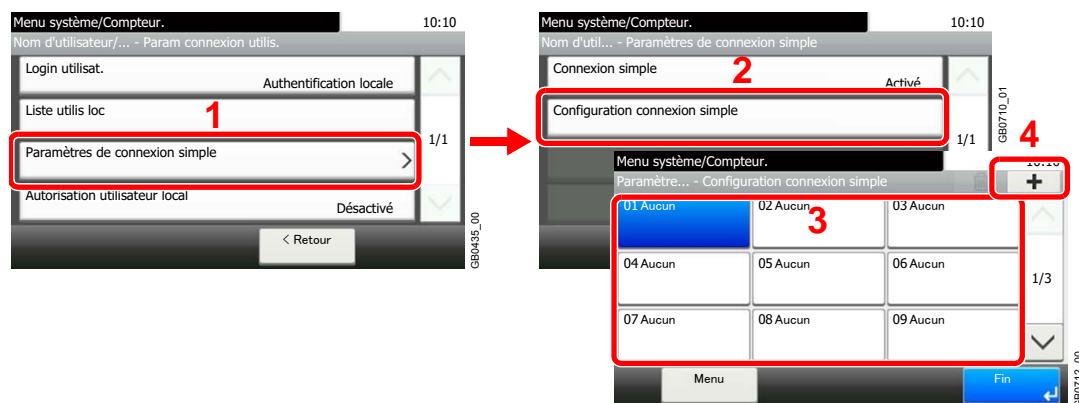 Menu système/Compteur.
10:10
Nom d'utilisateur/... - Param connexion utilis.
Login utilisat.
Authentification locale
Liste utilis loc
1
Paramètres de connexion simple
1/1
Autorisation utilisateur local
Désactivé
< Retour
GB0435_00
Menu système/Compteur.
10:10
Nom d'util... - Paramètres de connexion simple
Connexion simple
2
Activé
Configuration connexion simple
1/1
GB0710_01
4
Menu système/Compteur.
10:10
Paramètre... - Configuration connexion simple
+
01 Aucun
02 Aucun
03 Aucun
3
04 Aucun
05 Aucun
06 Aucun
1/3
07 Aucun
08 Aucun
09 Aucun
Menu
Fin
GB0712_00